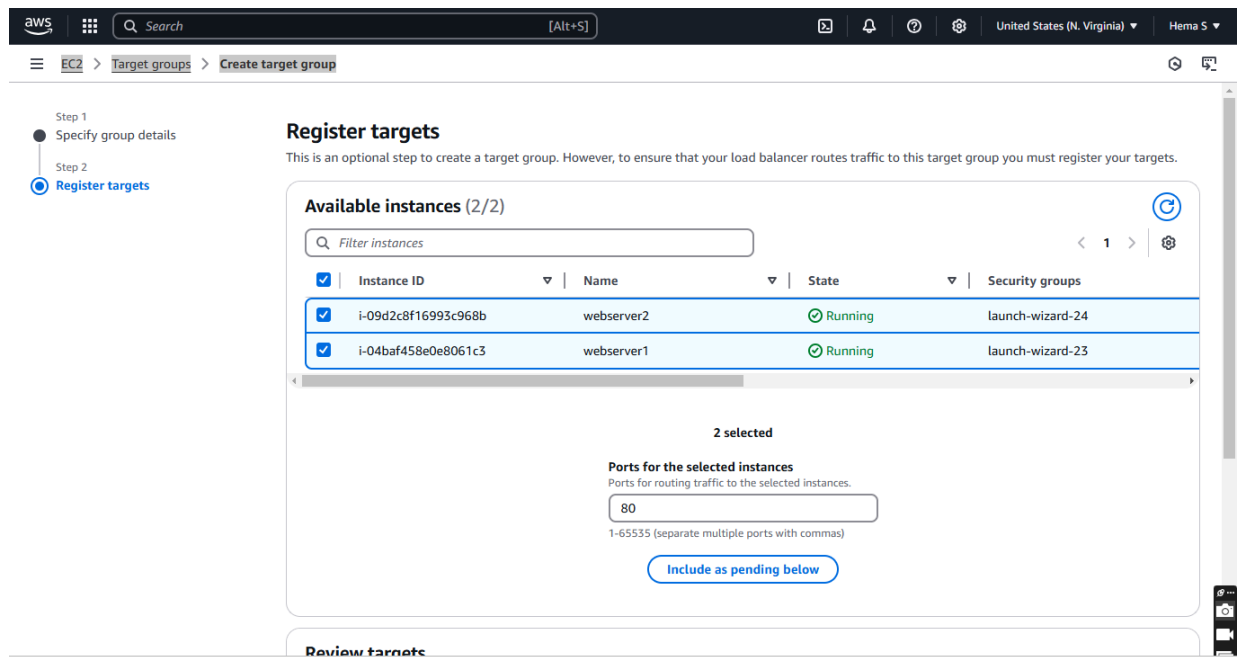 aws Search [Alt+S] United States (N. Virginia) Hema S
EC2 > Target groups > Create target group
Step 1
Specify group details
Step 2
Register targets
Register targets
This is an optional step to create a target group. However, to ensure that your load balancer routes traffic to this target group you must register your targets.
Available instances (2/2)
Filter instances
1
Instance ID Name State Security groups
i-09d2c8f16993c968b webserver2 Running launch-wizard-24
i-04baf458e0e8061c3 webserver1 Running launch-wizard-23
2 selected
Ports for the selected instances
Ports for routing traffic to the selected instances.
80
1-65535 (separate multiple ports with commas)
Include as pending below
Review targets